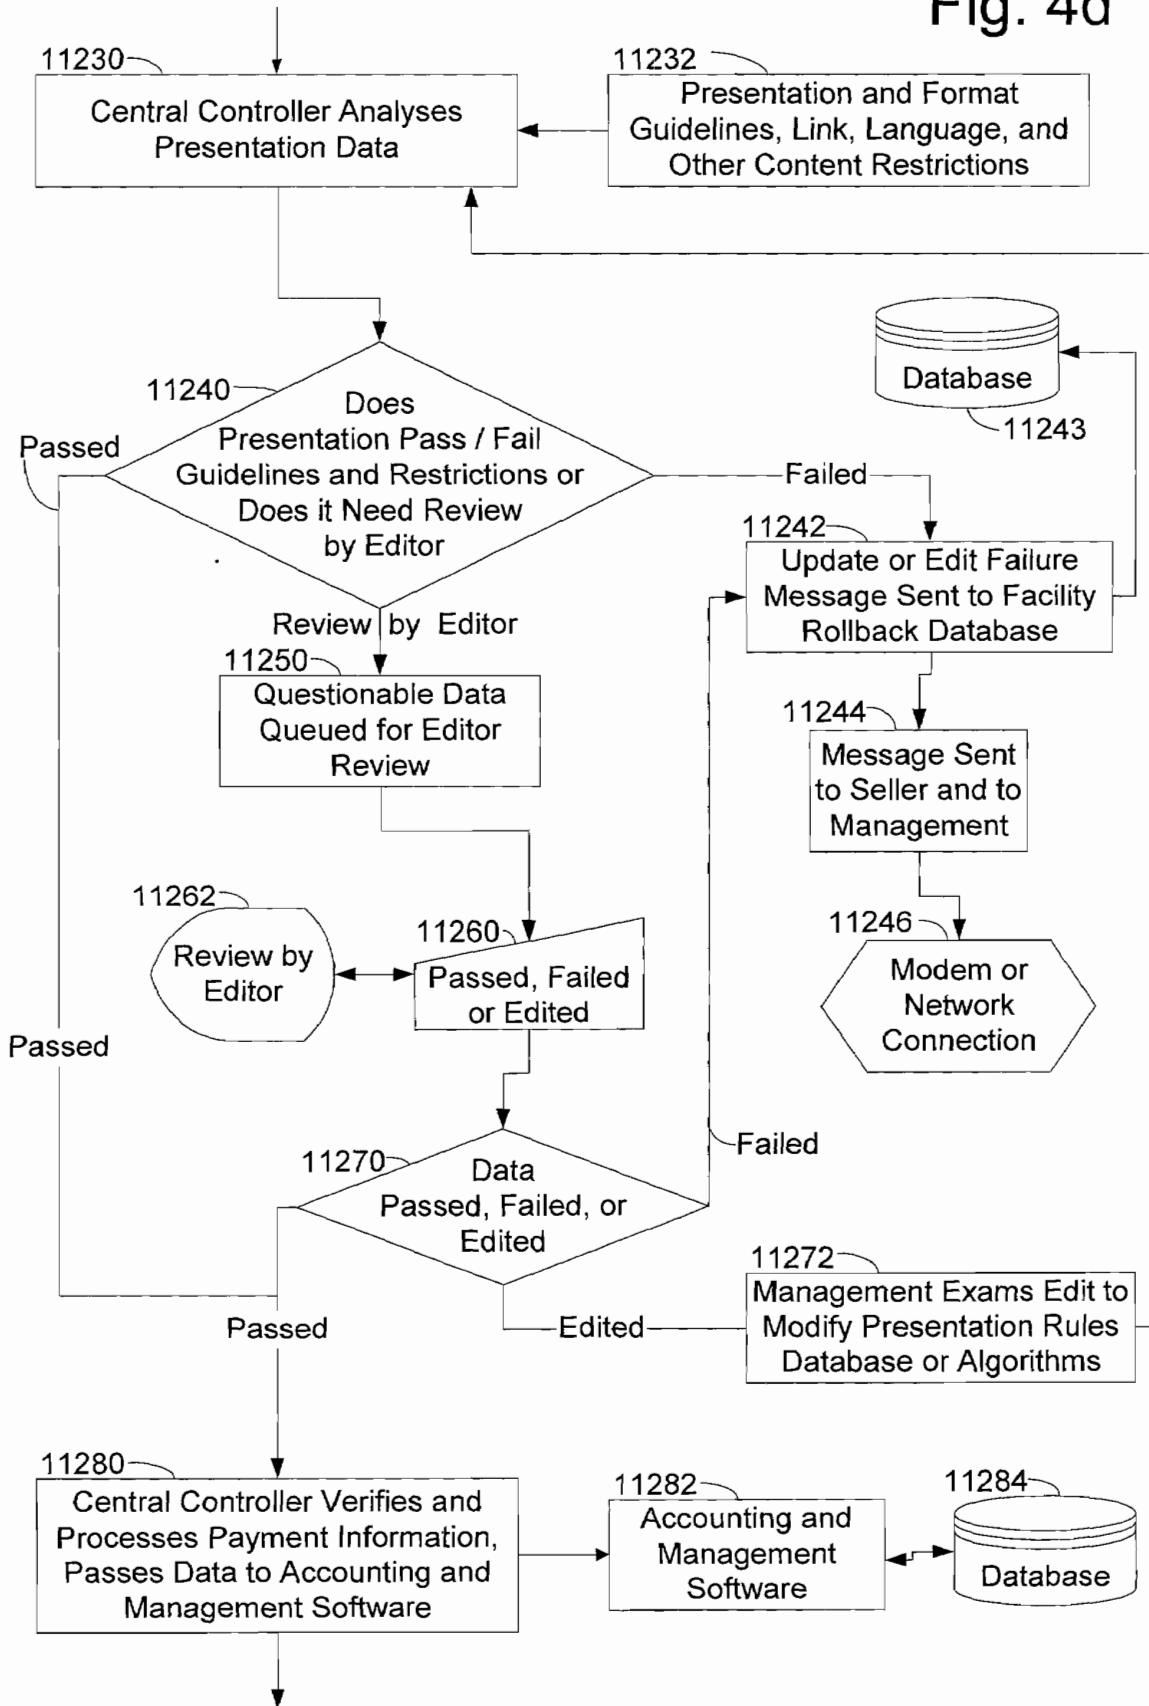 Fig. 4d
11230
Central Controller Analyses
Presentation Data
11232
Presentation and Format
Guidelines, Link, Language, and
Other Content Restrictions
11240
Does
Presentation Pass / Fail
Guidelines and Restrictions or
Does it Need Review
by Editor
Passed
Failed
Database
11243
11242
Update or Edit Failure
Message Sent to Facility
Rollback Database
Review by Editor
11250
Questionable Data
Queued for Editor
Review
11244
Message Sent
to Seller and to
Management
11262
Review by
Editor
11260
Passed, Failed
or Edited
11246
Modem or
Network
Connection
Passed
Failed
11270
Data
Passed, Failed, or
Edited
11272
Management Exams Edit to
Modify Presentation Rules
Database or Algorithms
Passed
Edited
11280
Central Controller Verifies and
Processes Payment Information,
Passes Data to Accounting and
Management Software
11282
Accounting and
Management
Software
11284
Database